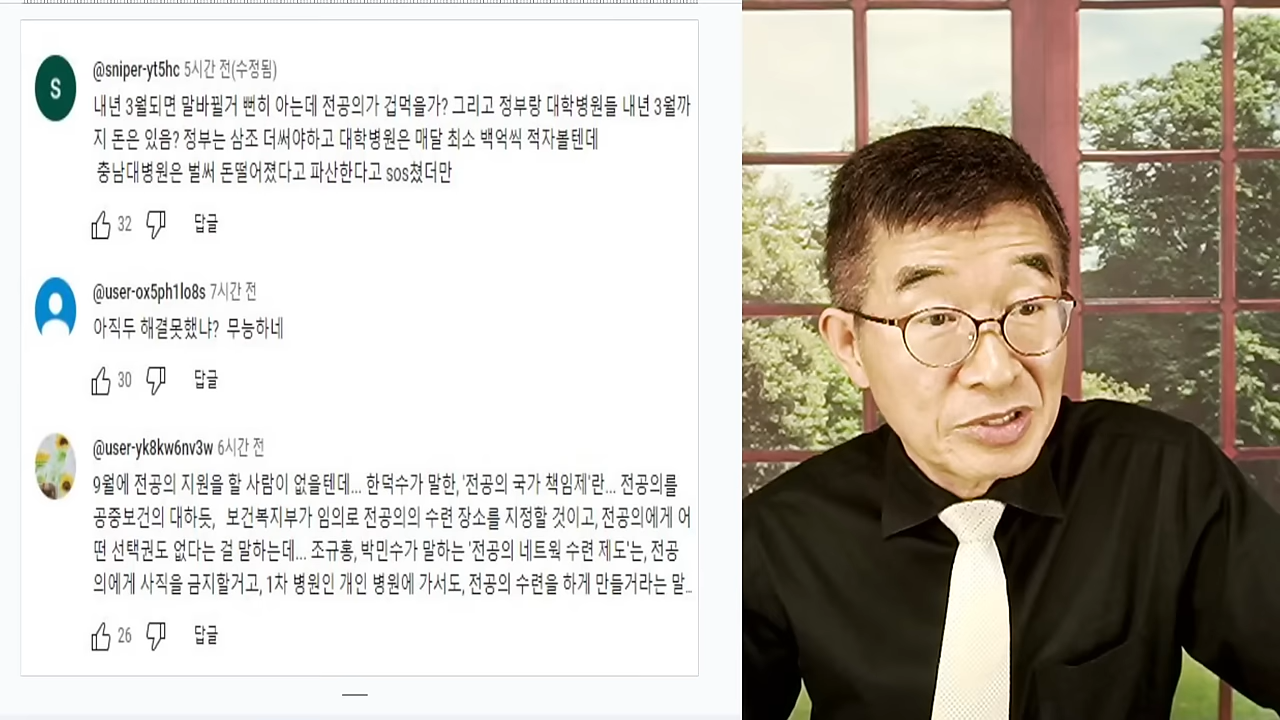 S
@sniper-yt5hc 5시간 전(수정됨)
내년 3월되면 말바뀔거 뻔히 아는데 전공의가 겁먹을가? 그리고 정부랑 대학병원들 내년 3월까
지 돈은 있음? 정부는 삼조 더써야하고 대학병원은 매달 최소 백억씩 적자볼텐데
충남대병원은 벌써 돈떨어졌다고 파산한다고 sos쳤더만
32 답글
@user-ox5ph1lo8s 7시간 전
아직두 해결못했냐? 무능하네
30 답글
@user-yk8kw6nv3w 6시간 전
9월에 전공의 지원을 할 사람이 없을텐데... 한덕수가 말한, '전공의 국가 책임제'란... 전공의를
공중보건의 대하듯, 보건복지부가 임의로 전공의의 수련 장소를 지정할 것이고, 전공의에게 어
떤 선택권도 없다는 걸 말하는데... 조규홍, 박민수가 말하는 '전공의 네트웍 수련 제도'는, 전공
의에게 사직을 금지할거고, 1차 병원인 개인 병원에 가서도, 전공의 수련을 하게 만들거라는 말...
26 답글